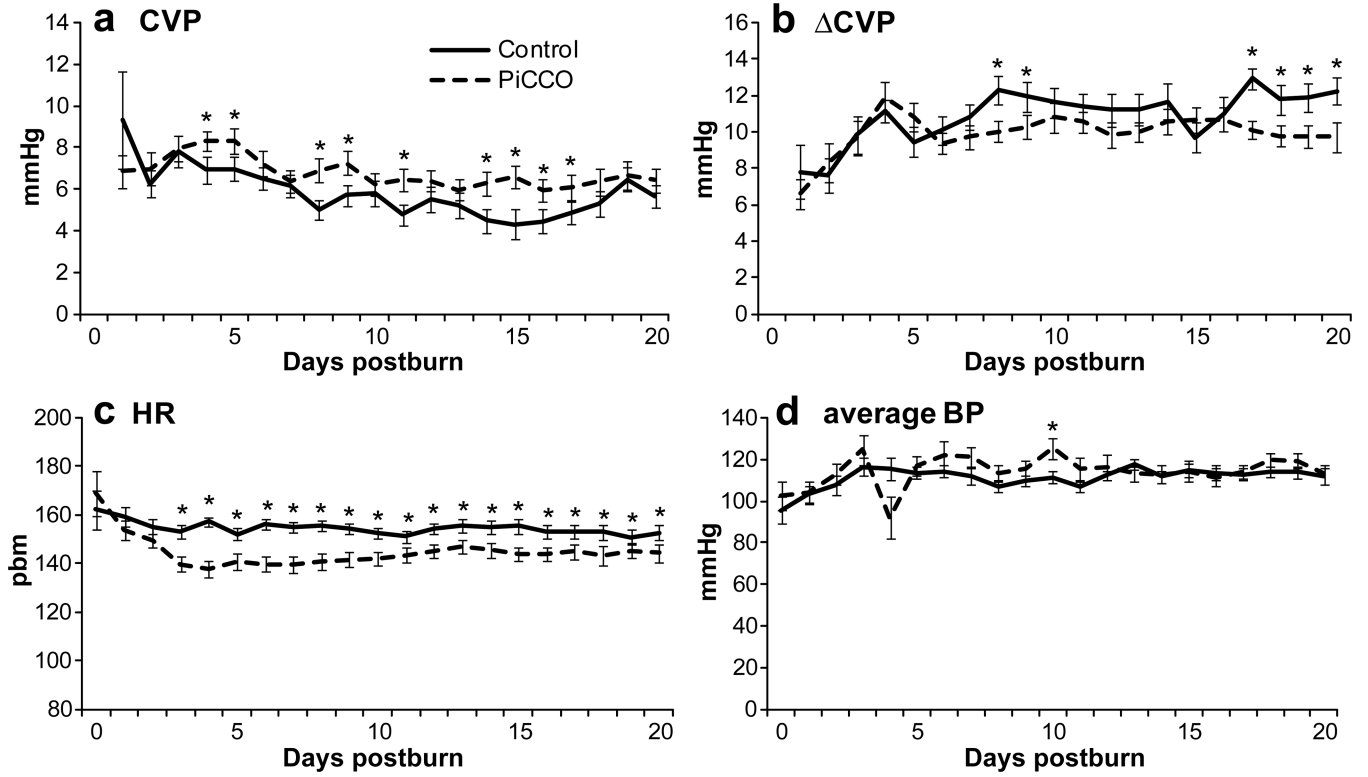 a CVP
14
12
10
8
6
4
2
0
mmHg
Control
PiCCO
* * * * * * * * *
0 5 10 15 20
Days postburn
b ΔCVP
16
14
12
10
8
6
4
2
0
mmHg
* * * * * *
0 5 10 15 20
Days postburn
c HR
200
180
160
140
120
100
80
pbm
* * * * * * * * * * * * * * * * * *
0 5 10 15 20
Days postburn
d average BP
140
120
100
80
60
40
20
0
mmHg
*
0 5 10 15 20
Days postburn